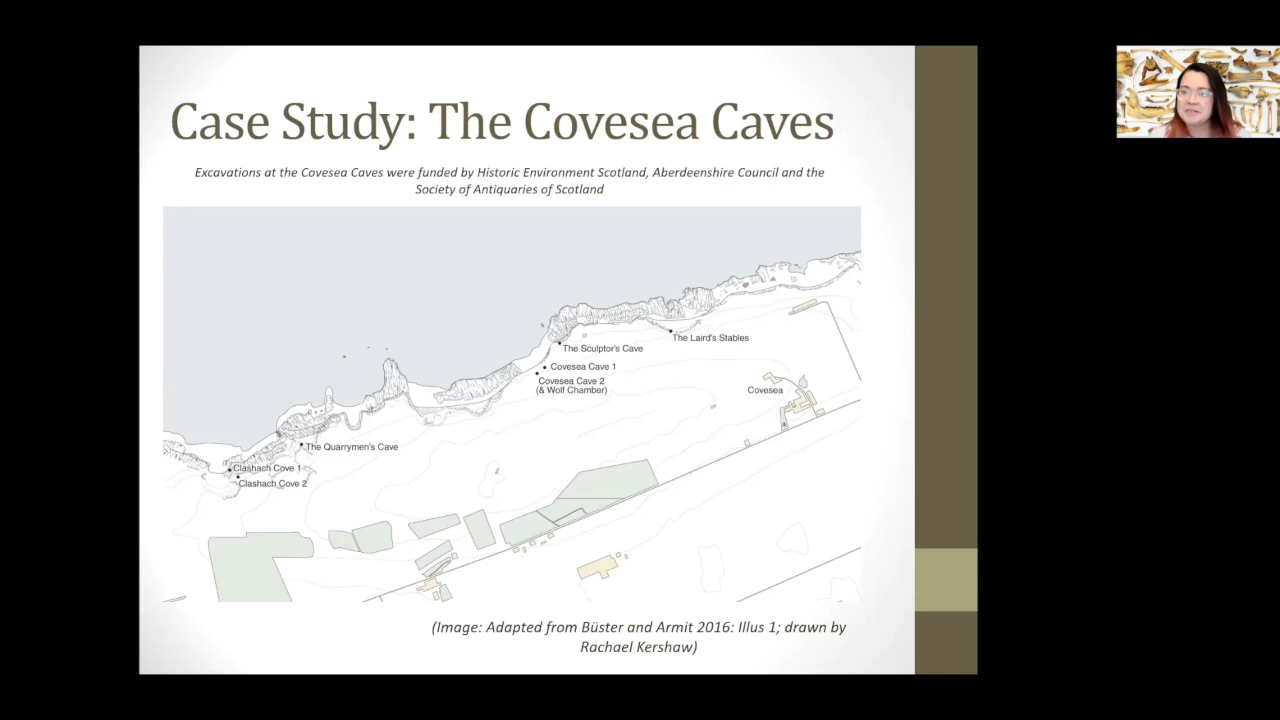 Case Study: The Covesea Caves
Excavations at the Covesea Caves were funded by Historic Environment Scotland, Aberdeenshire Council and the
Society of Antiquaries of Scotland
The Laird's Stables
The Sculptor's Cave
Covesea Cave 1
Covesea Cave 2
(& Wolf Chamber)
Covesea
The Quarrymen's Cave
Clashach Cove 1
Clashach Cove 2
(Image: Adapted from Büster and Armit 2016: Illus 1; drawn by
Rachael Kershaw)